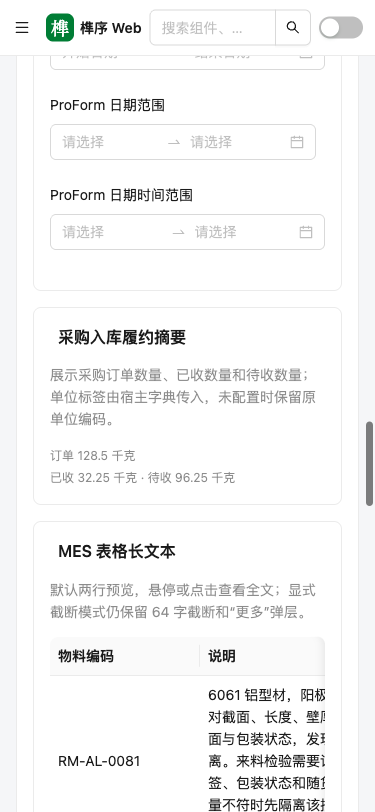 榫 榫序 Web 搜索组件、...
ProForm 日期范围
请选择 → 请选择
ProForm 日期时间范围
请选择 → 请选择
采购入库履约摘要
展示采购订单数量、已收数量和待收数量；
单位标签由宿主字典传入，未配置时保留原
单位编码。
订单 128.5 千克
已收 32.25 千克 · 待收 96.25 千克
MES 表格长文本
默认两行预览，悬停或点击查看全文；显式
截断模式仍保留 64 字截断和“更多”弹层。
物料编码 说明
6061 铝型材，阳极
对截面、长度、壁厚
面与包装状态，发现
RM-AL-0081
离。来料检验需要
签、包装状态和随
量不符时先隔离该